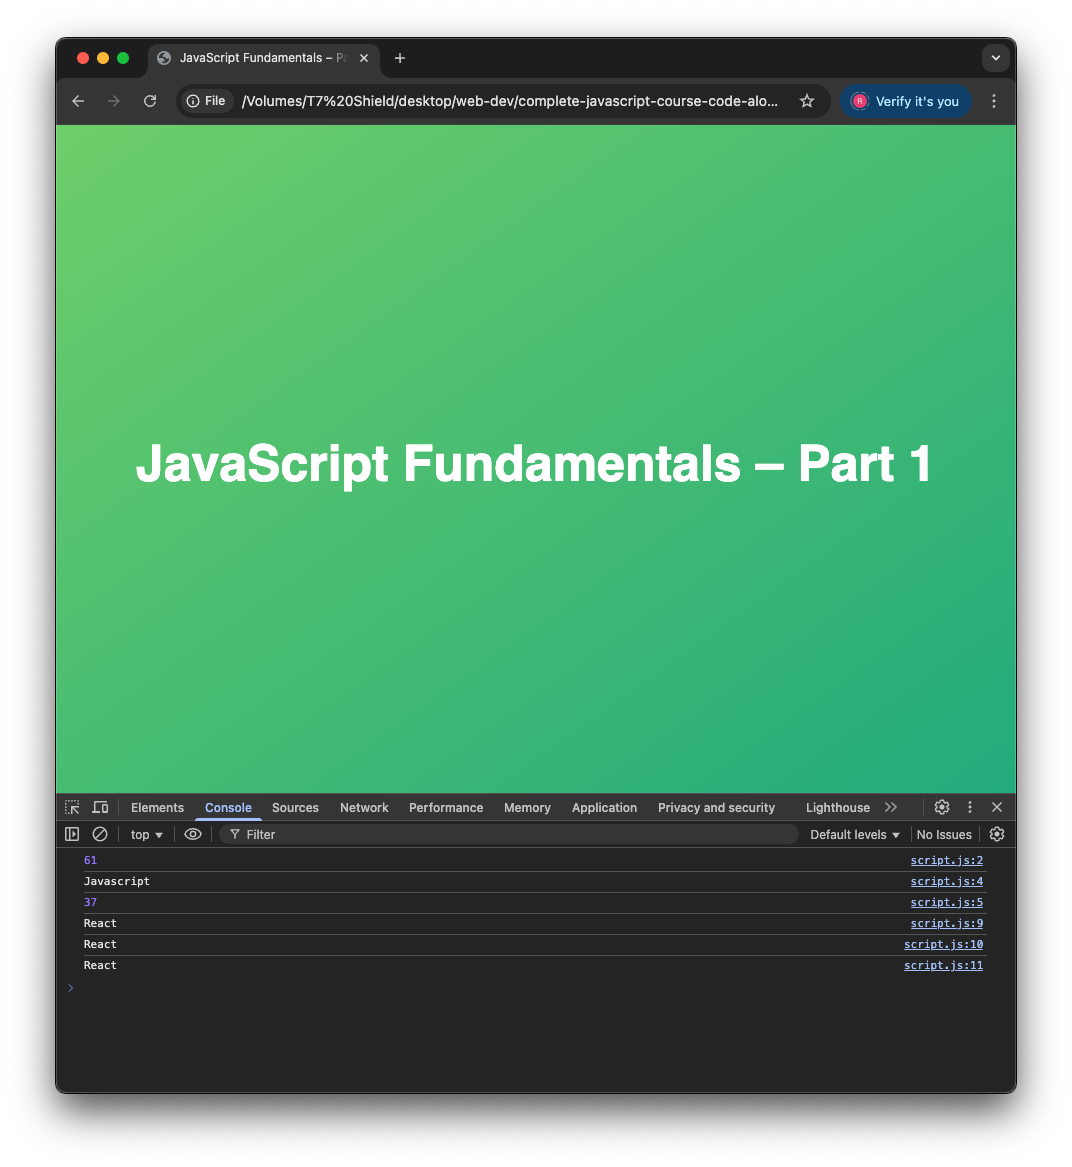 JavaScript Fundamentals – Pa
File /Volumes/T7%20Shield/desktop/web-dev/complete-javascript-course-code-alo... R Verify it's you
JavaScript Fundamentals – Part 1
Elements Console Sources Network Performance Memory Application Privacy and security Lighthouse
top Filter Default levels No Issues
61 script.js:2
Javascript script.js:4
37 script.js:5
React script.js:9
React script.js:10
React script.js:11